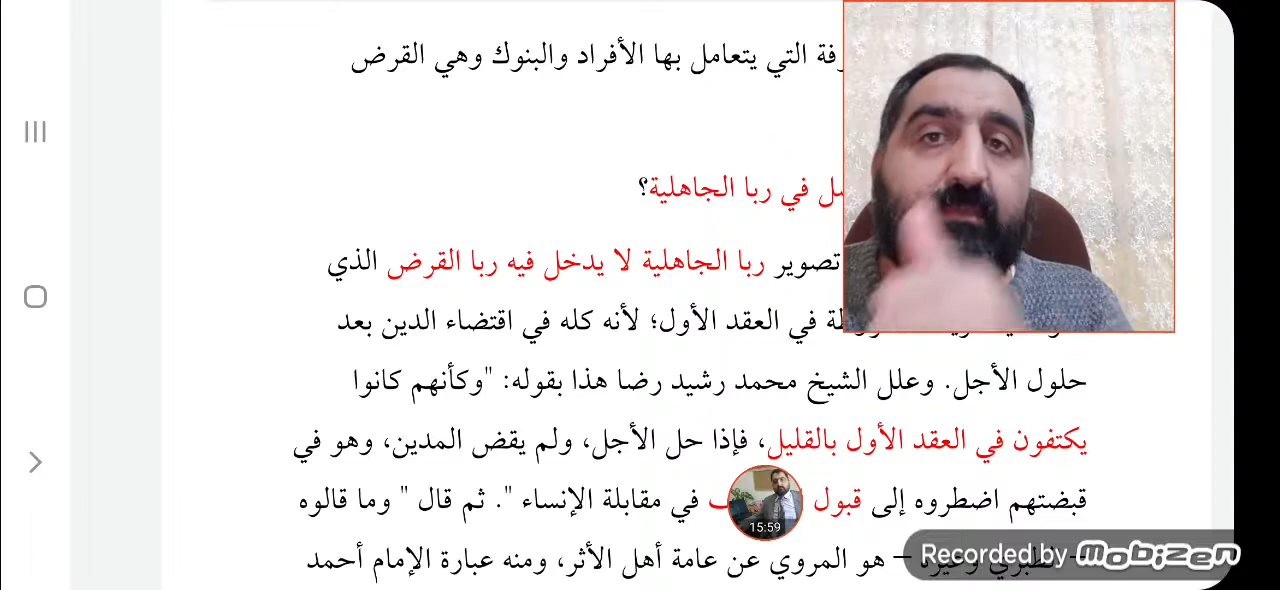 التي يتعامل بها الأفراد والبنوك وهي القرض
في ربا الجاهلية؟
تصوير ربا الجاهلية لا يدخل فيه ربا القرض الذي
في العقد الأول؛ لأنه كله في اقتضاء الدين بعد
حلول الأجل. وعلل الشيخ محمد رشيد رضا هذا بقوله: "وكأنهم كانوا
يكتفون في العقد الأول بالقليل، فإذا حل الأجل، ولم يقض المدين، وهو في
قبضتهم اضطروه إلى قبول في مقابلة الإنساء ". ثم قال " وما قالوه
15:59
– هو المروي عن عامة أهل الأثر، ومنه عبارة الإمام أحمد
Recorded by mobizen